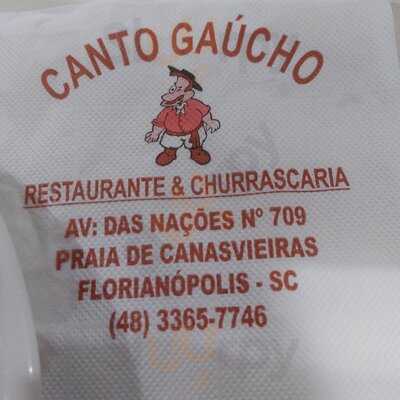 CANTO GAÚCHO
RESTAURANTE & CHURRASCARIA
AV: DAS NAÇÕES Nº 709
PRAIA DE CANASVIEIRAS
FLORIANÓPOLIS - SC
(48) 3365-7746